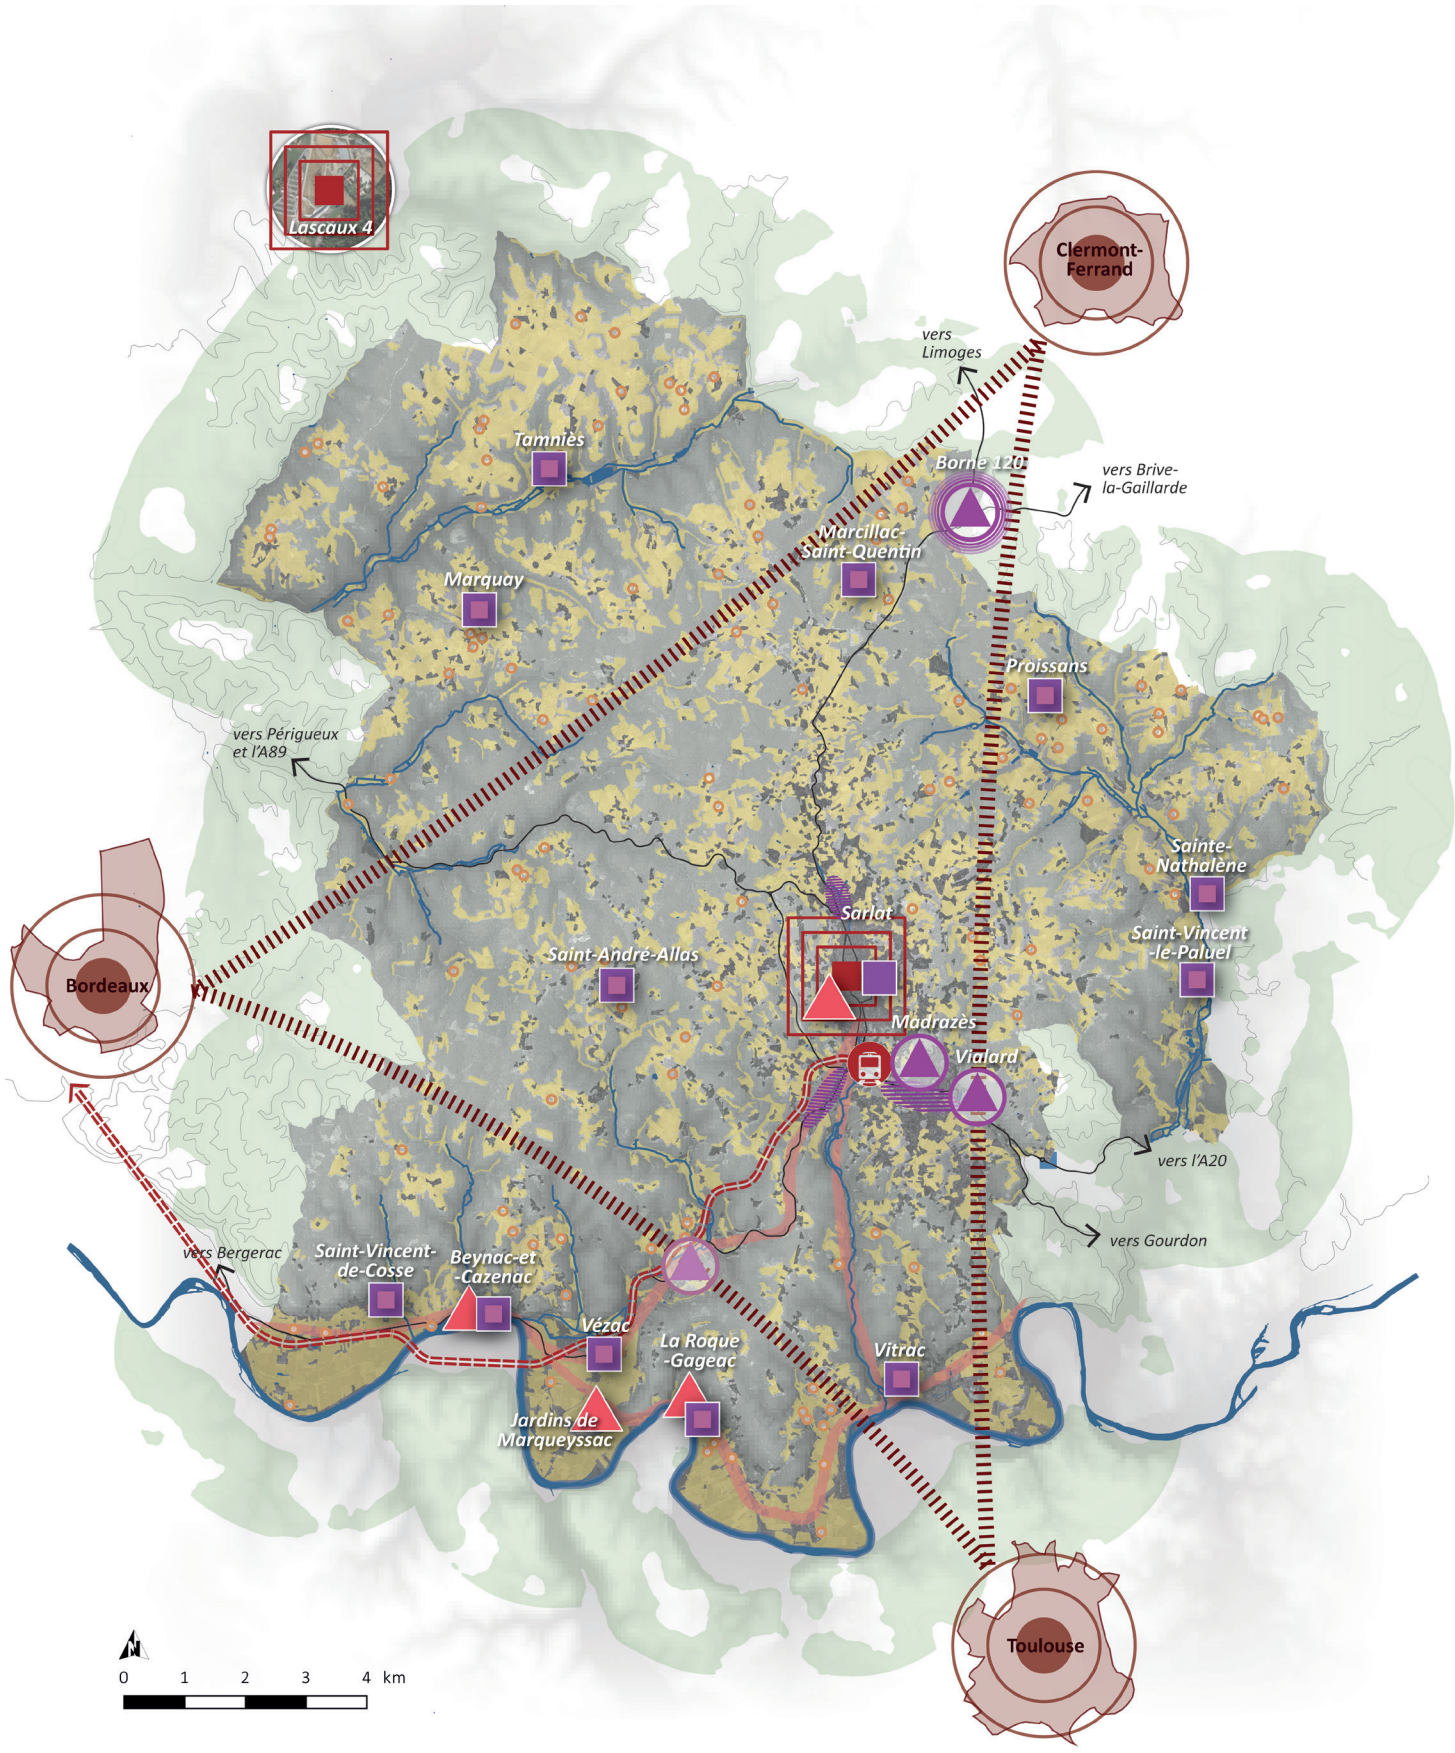 Lascaux 4
Clermont-
Ferrand
vers
Limoges
Tamniès
Borne 120
vers Brive-
la-Gaillarde
Marcillac-
Saint-Quentin
Marquay
Proissans
vers Périgueux
et l'A89
Sainte-
Nathalène
Sarlat
Saint-Vincent
-le-Paluel
Saint-André-Allas
Bordeaux
Madrazès
Vialard
vers l'A20
vers Gourdon
vers Bergerac
Saint-Vincent-
de-Cosse
Beynac-et
-Cazenac
Vézac
La Roque
-Gageac
Vitrac
Jardins de
Marqueyssac
Toulouse
N
0 1 2 3 4 km